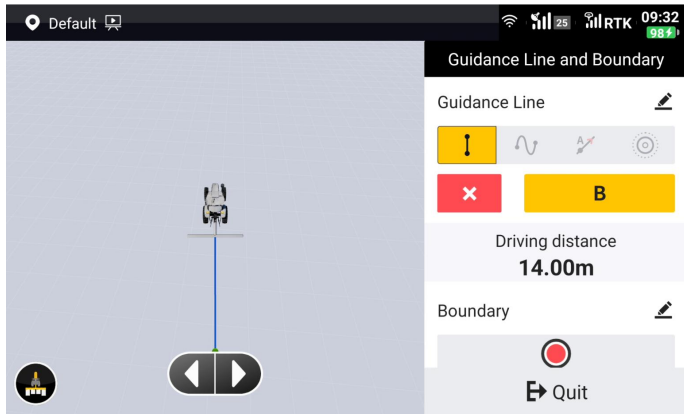 Default
25
RTK
09:32
98
Guidance Line and Boundary
Guidance Line
A
B
Driving distance
14.00m
Boundary
Quit